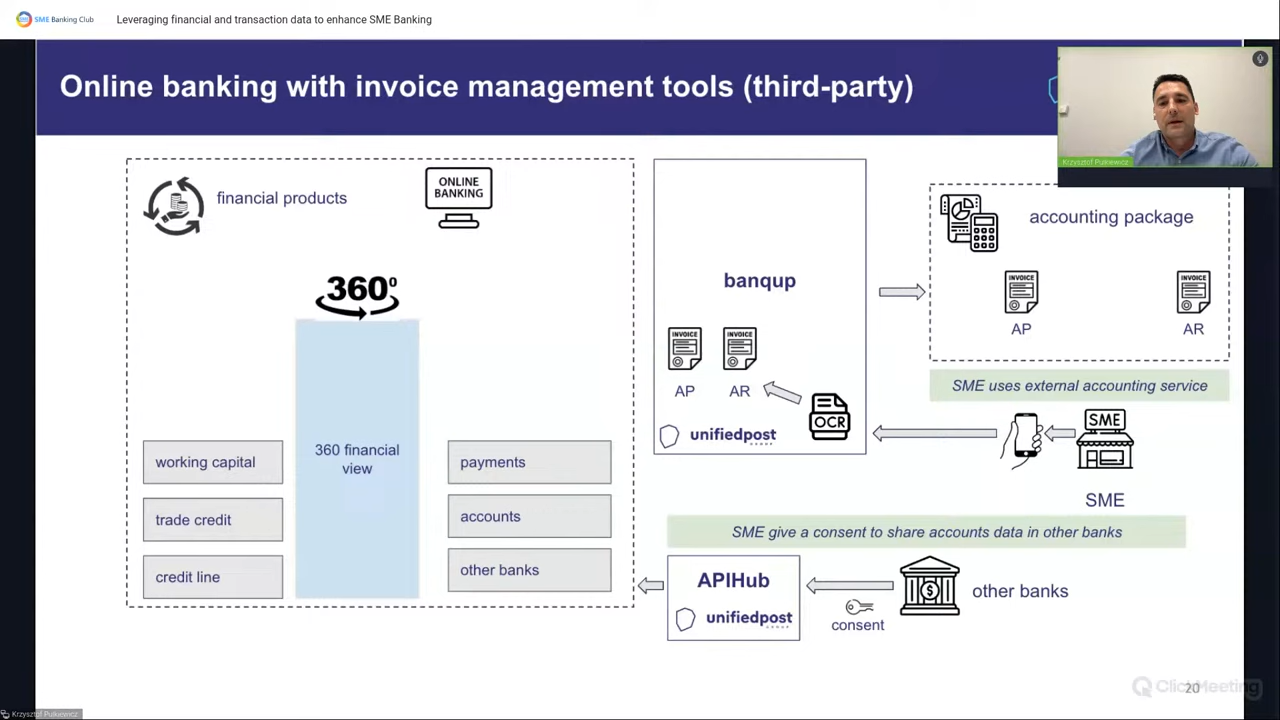 SME Banking Club
Leveraging financial and transaction data to enhance SME Banking
Online banking with invoice management tools (third-party)
Krzysztof Pulkiewicz
financial products
ONLINE
BANKING
360°
360 financial
view
working capital
trade credit
credit line
payments
accounts
other banks
banqup
INVOICE
INVOICE
AP
AR
OCR
unifiedpost
accounting package
INVOICE
INVOICE
AP
AR
SME uses external accounting service
SME
SME
SME give a consent to share accounts data in other banks
APIHub
unifiedpost
consent
other banks
20
ClickMeeting
Krzysztof Pulkiewicz